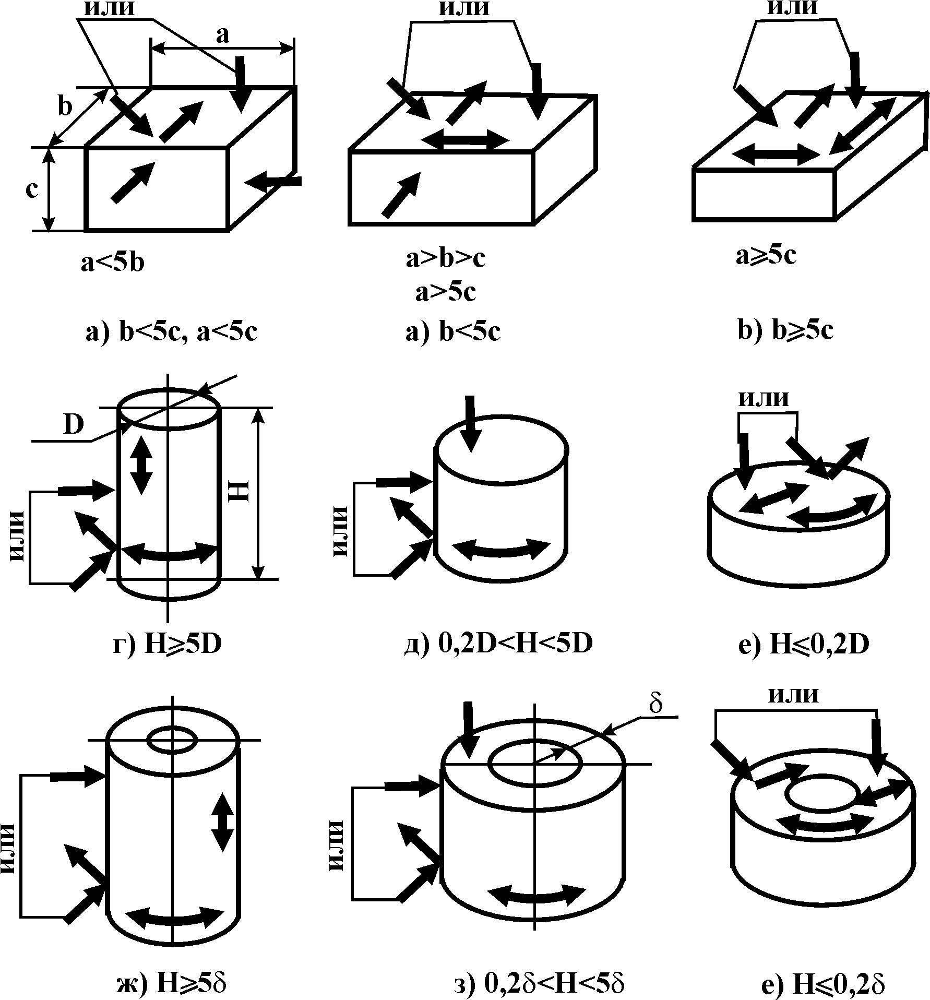 или
или
или
a
b
c
a<5b
a>b>c
a≥5c
a>5c
а) b<5c, a<5c
а) b<5c
b) b≥5c
D
H
или
или
или
г) H≥5D
д) 0,2D<H<5D
е) H≤0,2D
или
δ
или
или
ж) H≥5δ
з) 0,2δ<H<5δ
е) H≤0,2δ